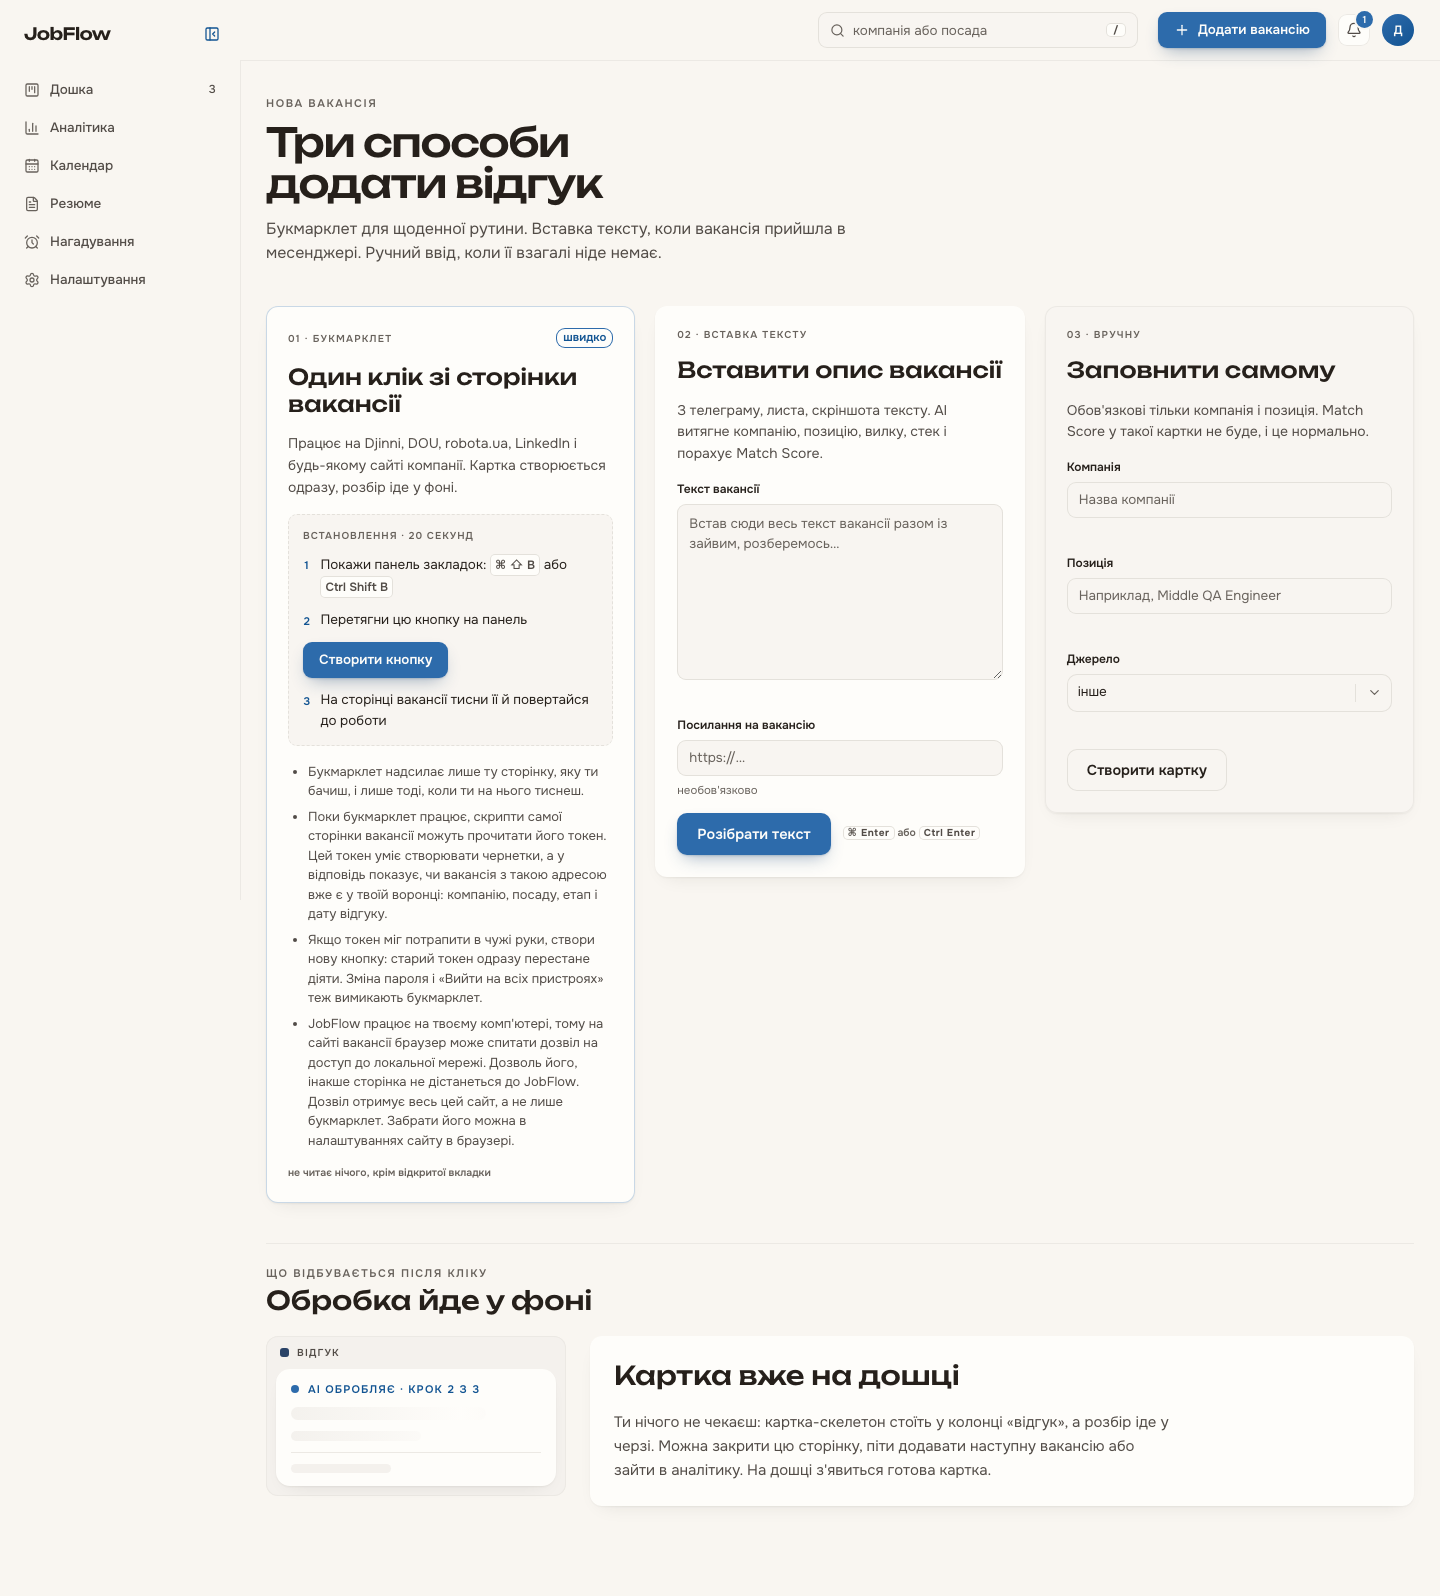 JobFlow
компанія або посада
/
Додати вакансію
1
Д
Дошка
3
Аналітика
Календар
Резюме
Нагадування
Налаштування
НОВА ВАКАНСІЯ
Три способи
додати відгук
Букмарклет для щоденної рутини. Вставка тексту, коли вакансія прийшла в
месенджері. Ручний ввід, коли її взагалі ніде немає.
01 · БУКМАРКЛЕТ
швидко
Один клік зі сторінки
вакансії
Працює на Djinni, DOU, robota.ua, LinkedIn і
будь-якому сайті компанії. Картка створюється
одразу, розбір іде у фоні.
ВСТАНОВЛЕННЯ · 20 СЕКУНД
1 Покажи панель закладок: ⌘ ⇧ B або
Ctrl Shift B
2 Перетягни цю кнопку на панель
Створити кнопку
3 На сторінці вакансії тисни її й повертайся
до роботи
• Букмарклет надсилає лише ту сторінку, яку ти
бачиш, і лише тоді, коли ти на нього тиснеш.
• Поки букмарклет працює, скрипти самої
сторінки вакансії можуть прочитати його токен.
Цей токен уміє створювати чернетки, а у
відповідь показує, чи вакансія з такою адресою
вже є у твоїй воронці: компанію, посаду, етап і
дату відгуку.
• Якщо токен міг потрапити в чужі руки, створи
нову кнопку: старий токен одразу перестане
діяти. Зміна пароля і «Вийти на всіх пристроях»
теж вимикають букмарклет.
• JobFlow працює на твоєму комп'ютері, тому на
сайті вакансії браузер може спитати дозвіл на
доступ до локальної мережі. Дозволь його,
інакше сторінка не дістанеться до JobFlow.
Дозвіл отримує весь цей сайт, а не лише
букмарклет. Забрати його можна в
налаштуваннях сайту в браузері.
не читає нічого, крім відкритої вкладки
02 · ВСТАВКА ТЕКСТУ
Вставити опис вакансії
З телеграму, листа, скріншота тексту. AI
витягне компанію, позицію, вилку, стек і
порахує Match Score.
Текст вакансії
Встав сюди весь текст вакансії разом із
зайвим, розберемось...
Посилання на вакансію
https://...
необов'язково
Розібрати текст
⌘ Enter або Ctrl Enter
03 · ВРУЧНУ
Заповнити самому
Обов'язкові тільки компанія і позиція. Match
Score у такої картки не буде, і це нормально.
Компанія
Назва компанії
Позиція
Наприклад, Middle QA Engineer
Джерело
інше
Створити картку
ЩО ВІДБУВАЄТЬСЯ ПІСЛЯ КЛІКУ
Обробка йде у фоні
ВІДГУК
AI ОБРОБЛЯЄ · КРОК 2 З 3
Картка вже на дошці
Ти нічого не чекаєш: картка-скелетон стоїть у колонці «відгук», а розбір іде у
черзі. Можна закрити цю сторінку, піти додавати наступну вакансію або
зайти в аналітику. На дошці з'явиться готова картка.